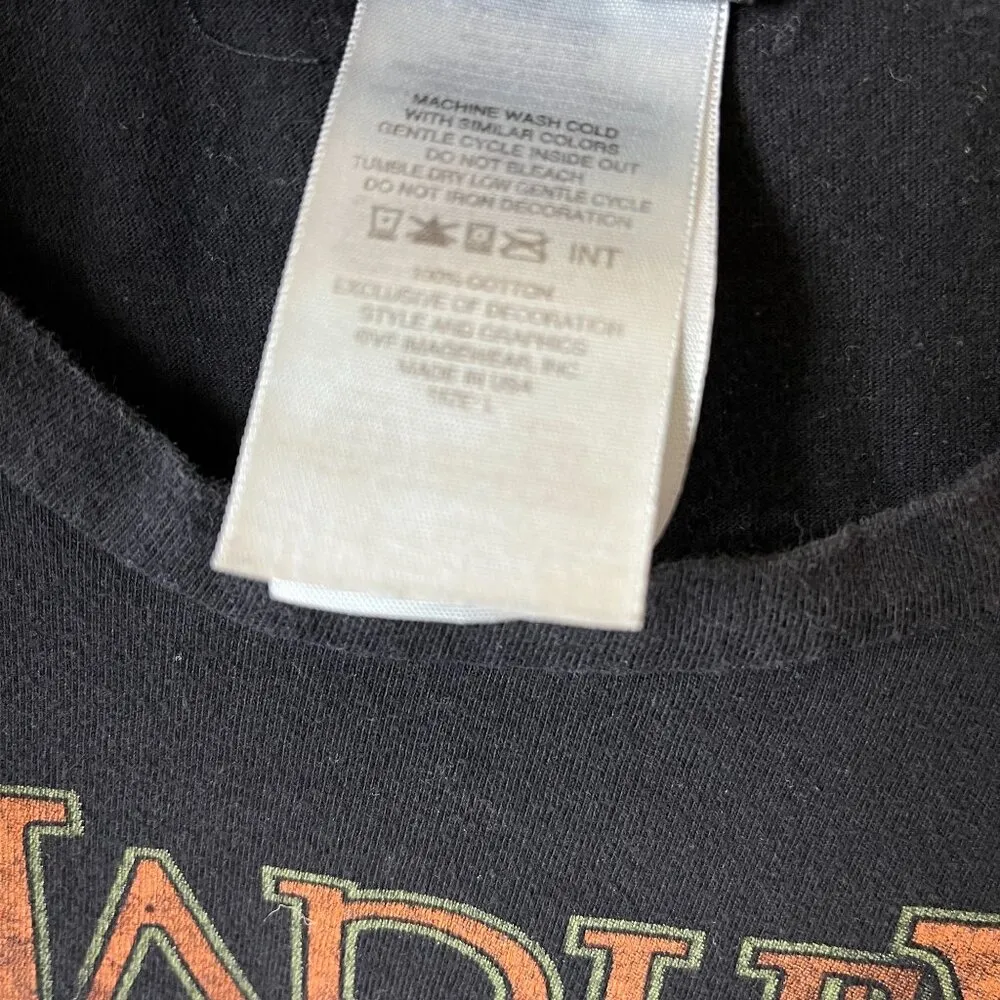 MACHINE WASH COLD
WITH SIMILAR COLORS
GENTLE CYCLE INSIDE OUT
DO NOT BLEACH
TUMBLE DRY LOW GENTLE CYCLE
DO NOT IRON DECORATION
INT
100% COTTON
EXCLUSIVE OF DECORATION
STYLE AND GRAPHICS
©VF IMAGEWEAR, INC.
MADE IN USA
SIZE: L